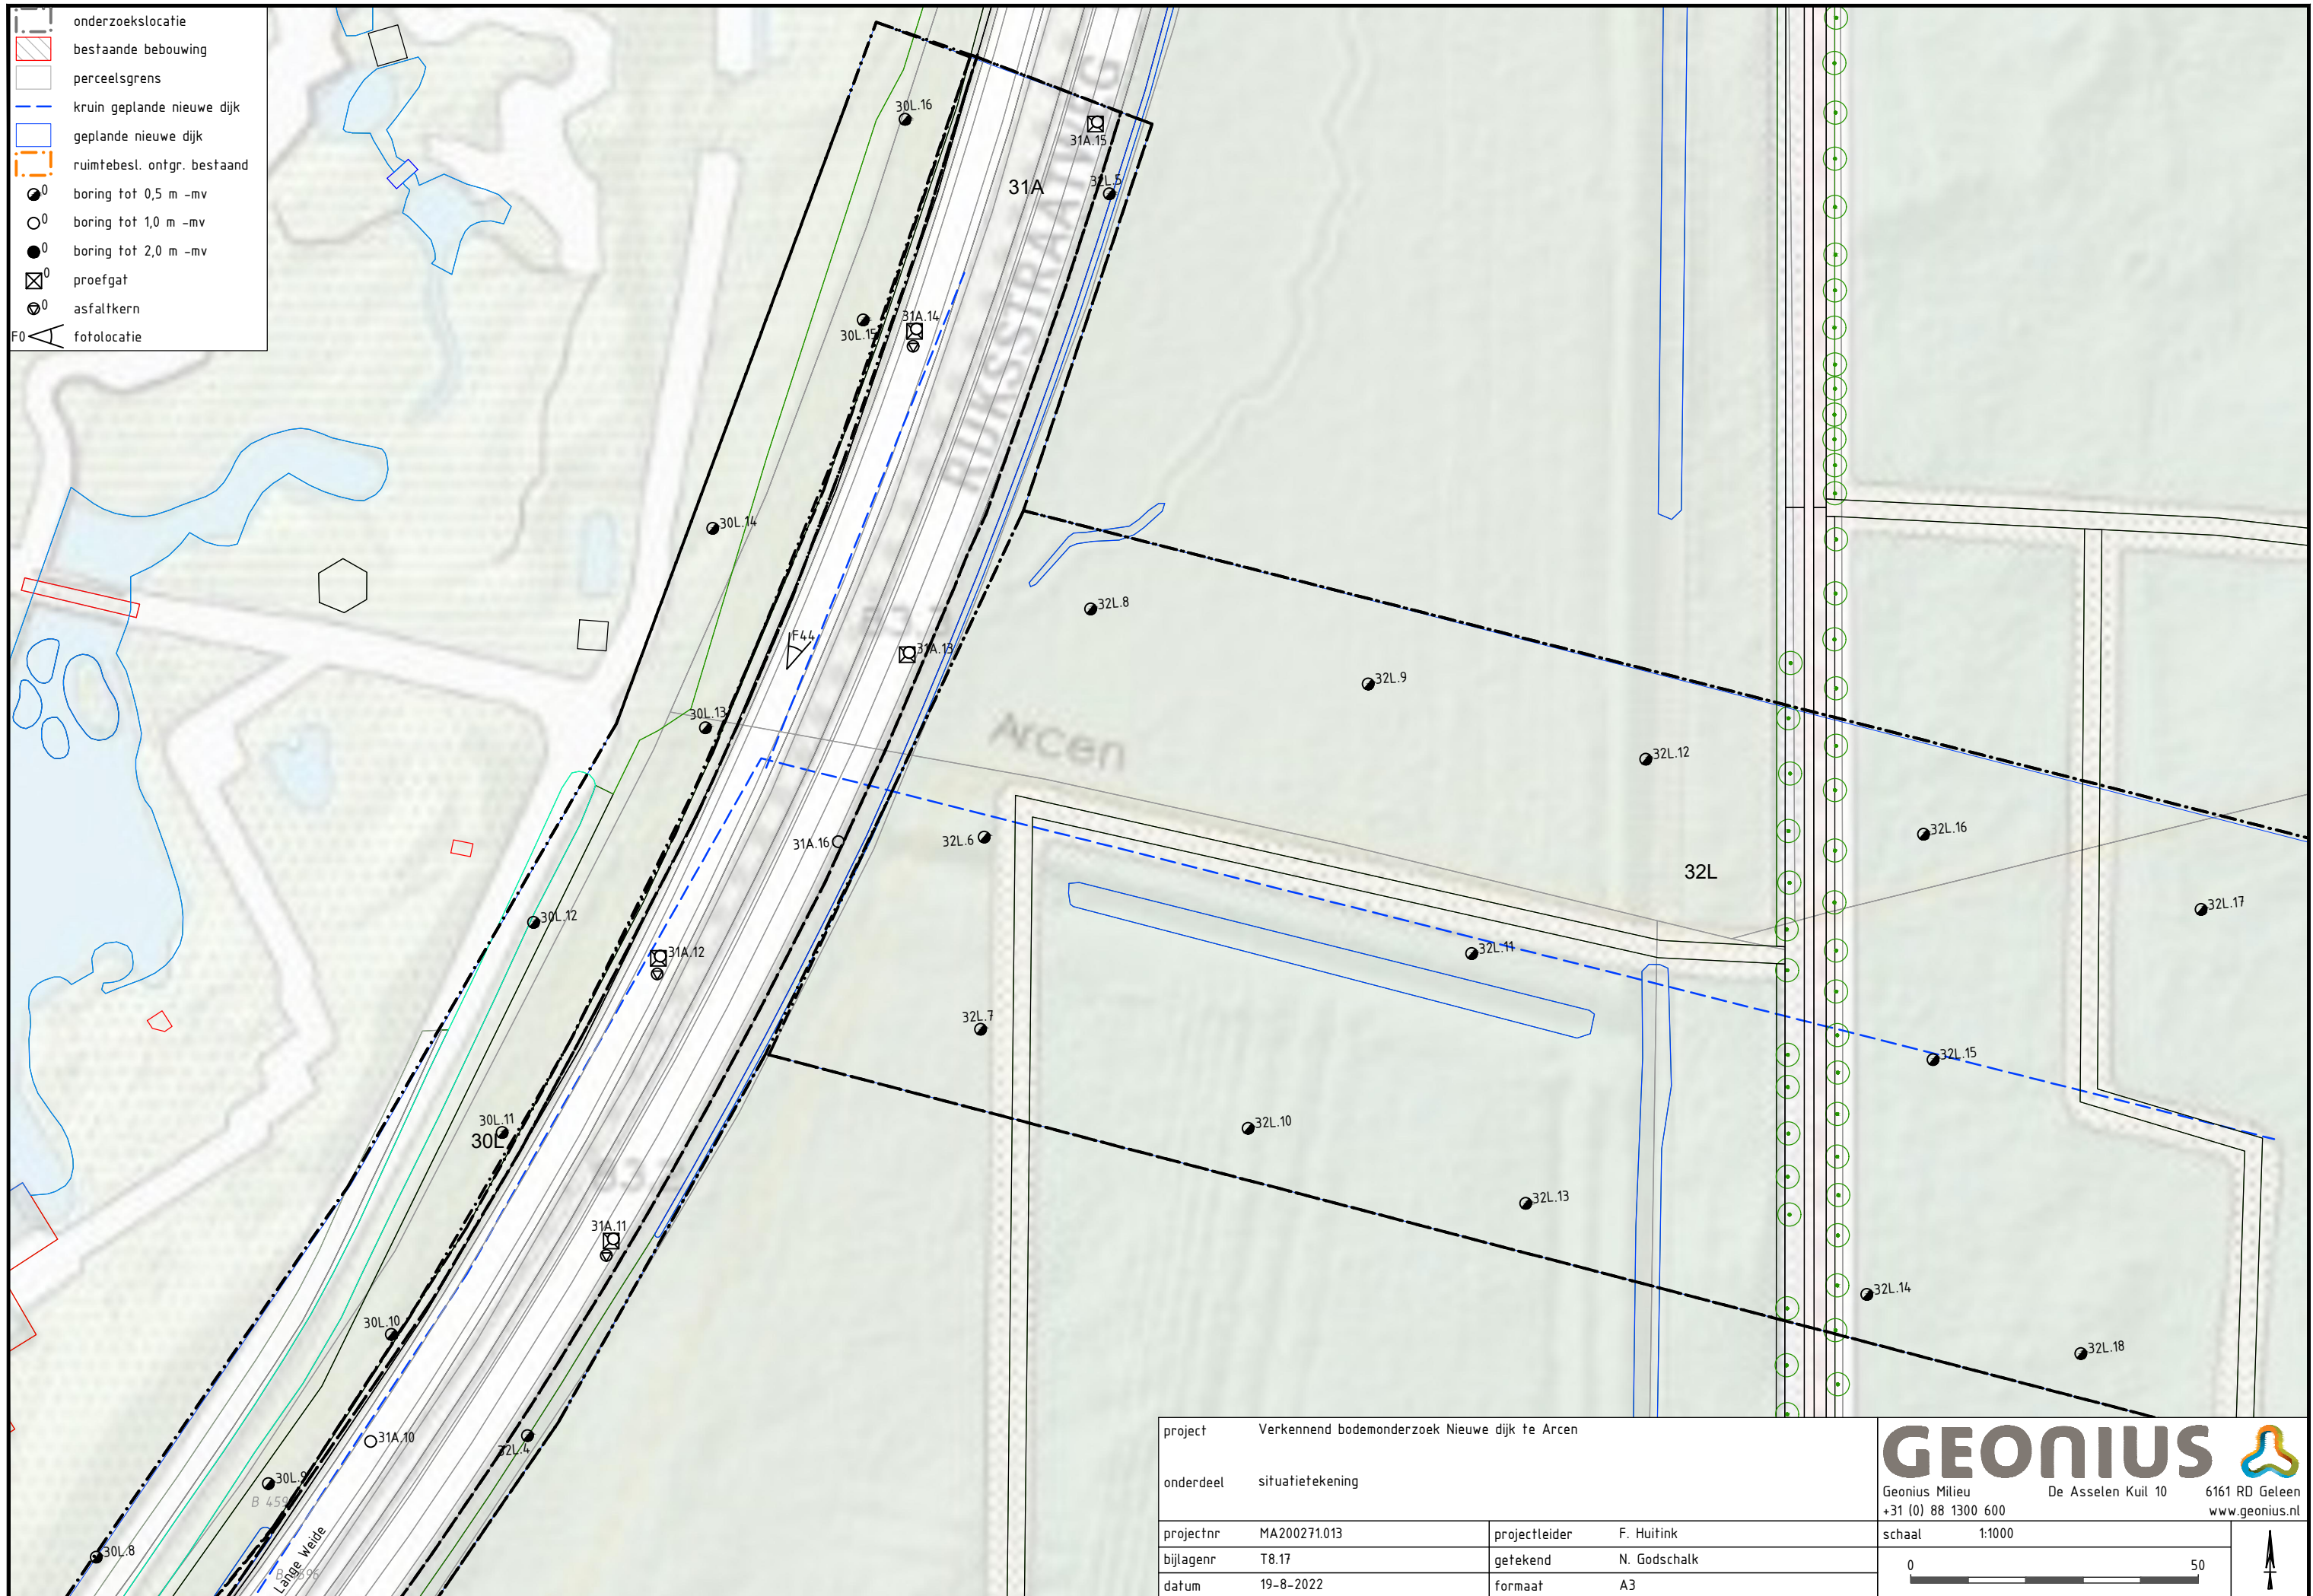 onderzoekslocatie
bestaande bebouwing
perceelsgrens
kruin geplande nieuwe dijk
geplande nieuwe dijk
ruimtebesl. ontgr. bestaand
0 boring tot 0,5 m -mv
0 boring tot 1,0 m -mv
0 boring tot 2,0 m -mv
0 proefgat
0 asfaltkern
F0 fotolocatie
30L.16
31A.15
31A
32L.5
RIJKSSTRAATWEG
31A.14
30L.15
30L.14
32L.8
F44
31A.13
32L.9
30L.13
Arcen
32L.12
31A.16
32L.6
32L.16
32L
32L.17
30L.12
31A.12
32L.11
32L.7
32L.15
30L.11
30L
32L.10
32L.13
31A.11
32L.14
30L.10
32L.18
31A.10
32L.4
30L.9
30L.8
Lange Weide
project Verkennend bodemonderzoek Nieuwe dijk te Arcen
onderdeel situatietekening
projectnr MA200271.013 projectleider F. Huitink
bijlagenr T8.17 getekend N. Godschalk
datum 19-8-2022 formaat A3
GEONIUS
Geonius Milieu De Asselen Kuil 10 6161 RD Geleen
+31 (0) 88 1300 600 www.geonius.nl
schaal 1:1000
0 50